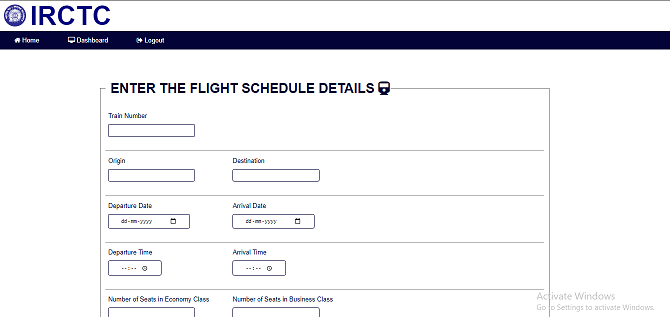 IRCTC
Home Dashboard Logout
ENTER THE FLIGHT SCHEDULE DETAILS
Train Number
Origin Destination
Departure Date Arrival Date
dd-mm-yyyy dd-mm-yyyy
Departure Time Arrival Time
--:-- --:--
Number of Seats in Economy Class Number of Seats in Business Class
Activate Windows
Go to Settings to activate Windows.